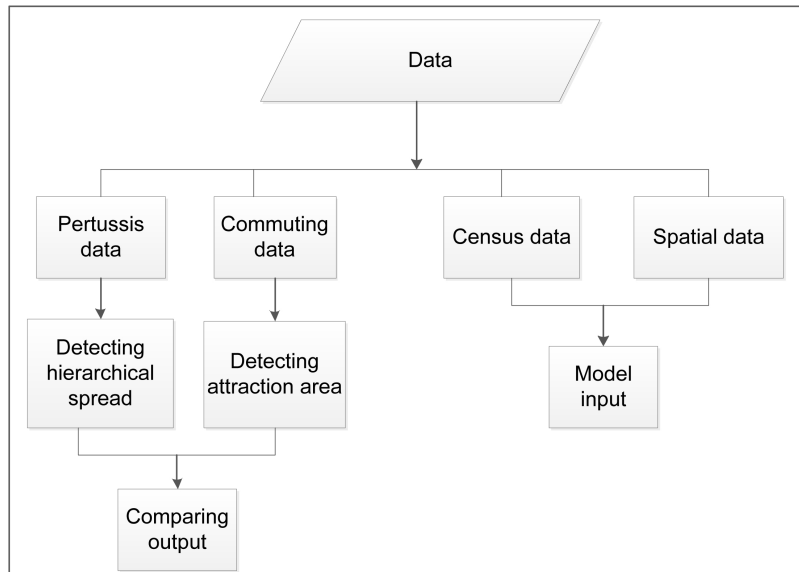 Data
Pertussis
data
Commuting
data
Census data
Spatial data
Detecting
hierarchical
spread
Detecting
attraction area
Model
input
Comparing
output